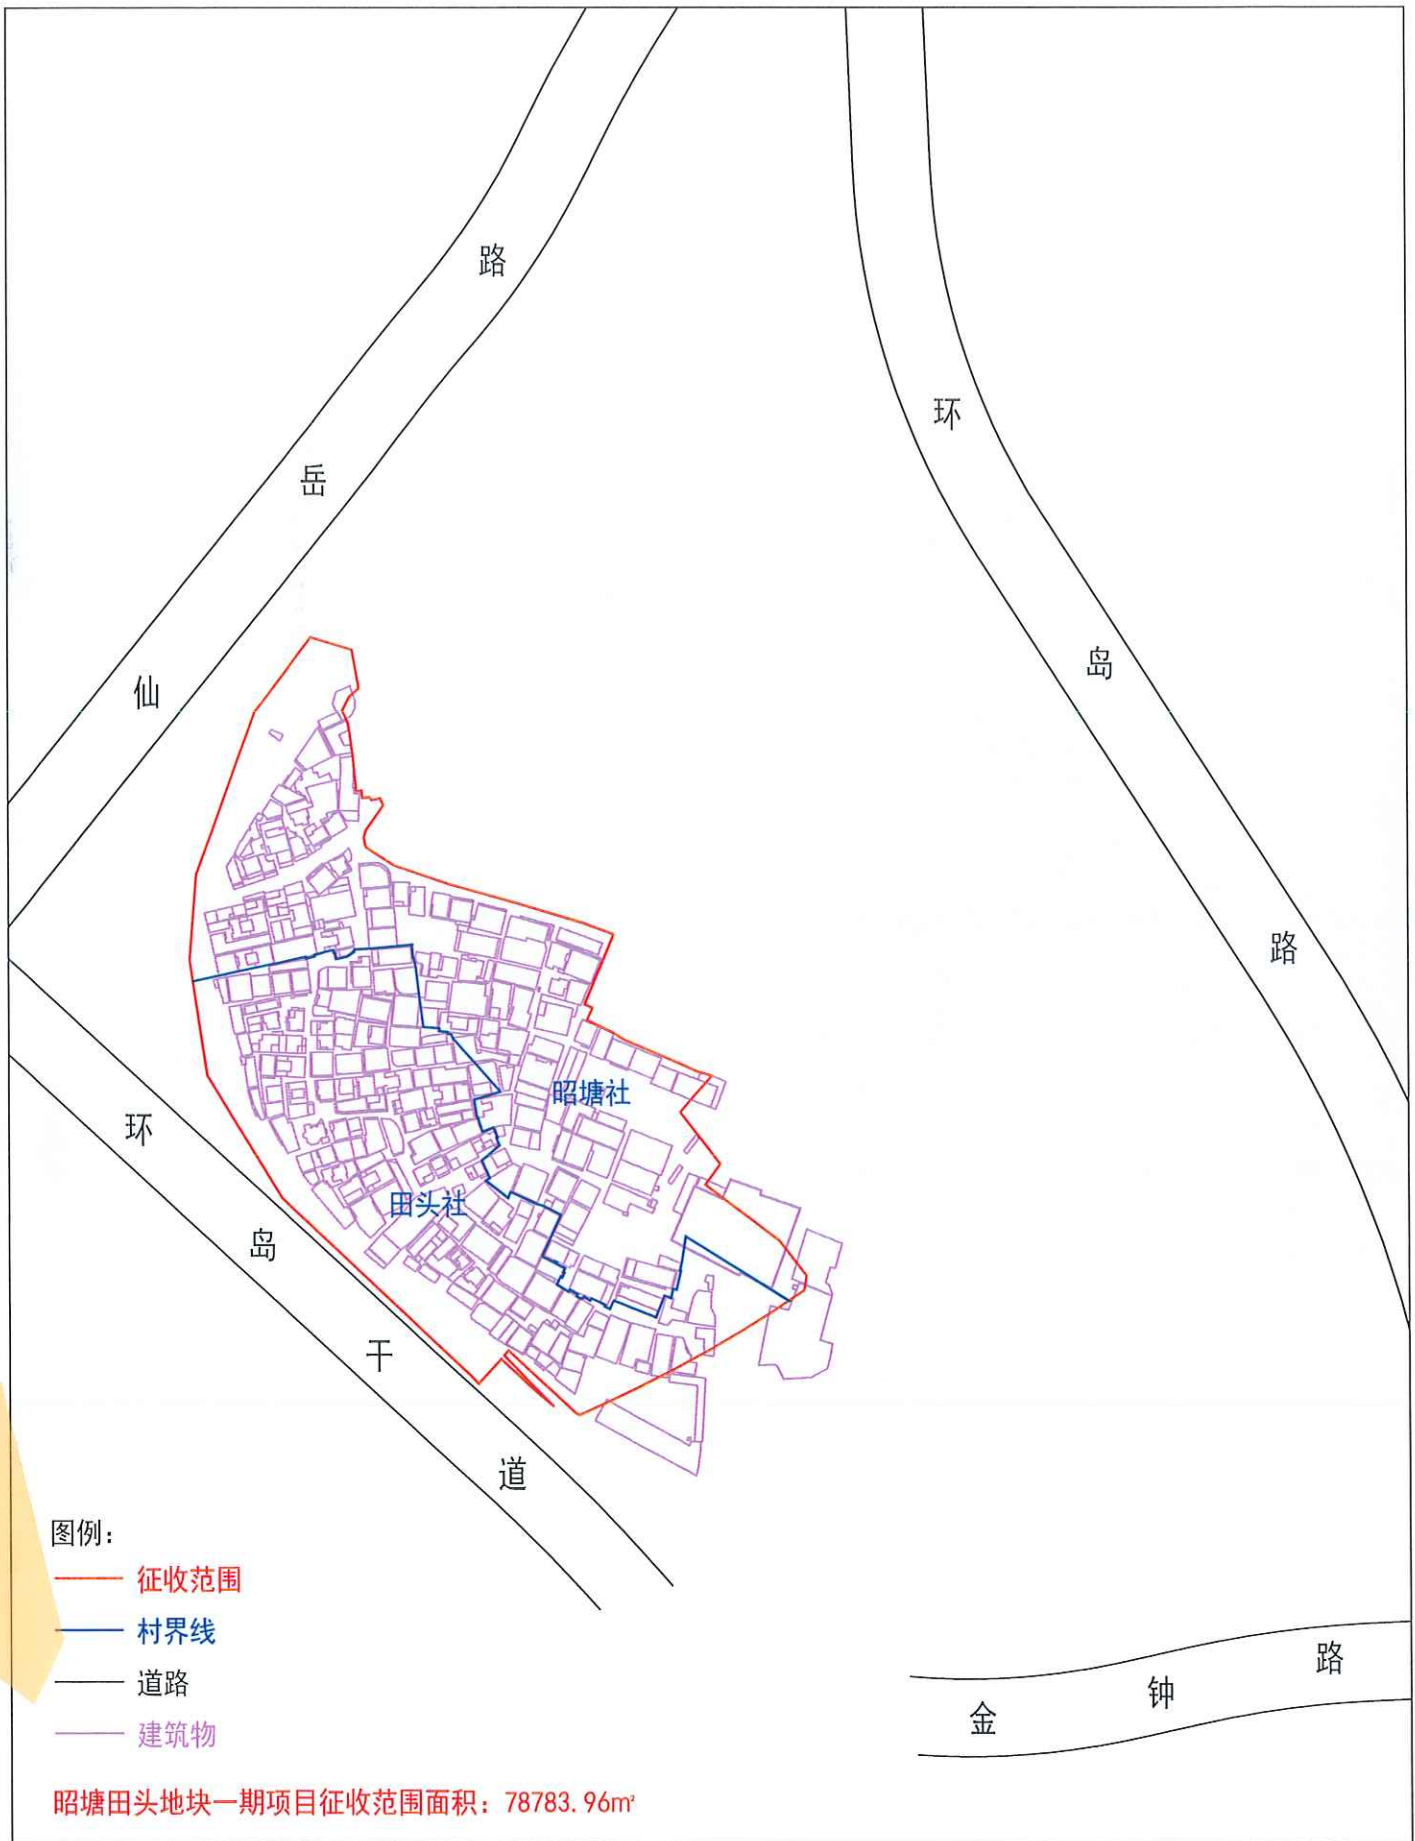 仙岳路
环岛路
昭塘社
田头社
环岛干道
金钟路
图例：
征收范围
村界线
道路
建筑物
昭塘田头地块一期项目征收范围面积：78783.96㎡